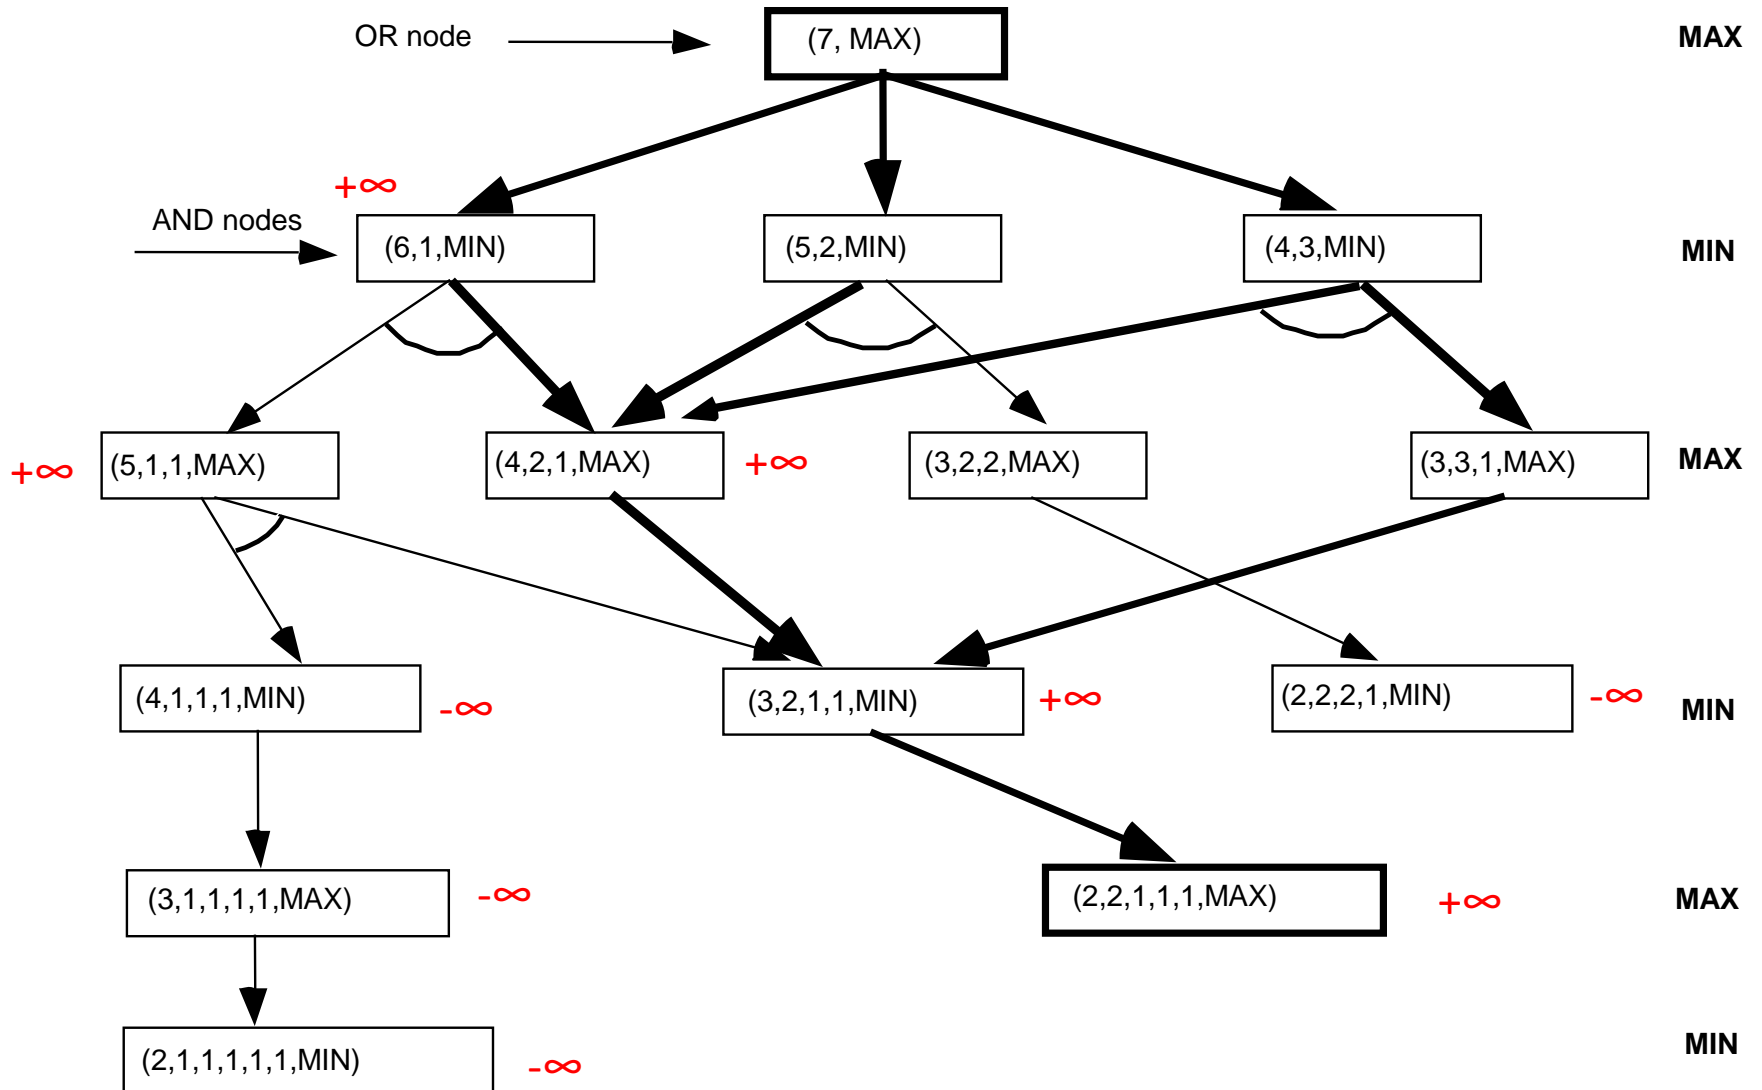 OR node
(7, MAX)
MAX
+∞
AND nodes
(6,1,MIN)
(5,2,MIN)
(4,3,MIN)
MIN
+∞
(5,1,1,MAX)
(4,2,1,MAX)
+∞
(3,2,2,MAX)
(3,3,1,MAX)
MAX
(4,1,1,1,MIN)
-∞
(3,2,1,1,MIN)
+∞
(2,2,2,1,MIN)
-∞
MIN
(3,1,1,1,1,MAX)
-∞
(2,2,1,1,1,MAX)
+∞
MAX
(2,1,1,1,1,1,MIN)
-∞
MIN